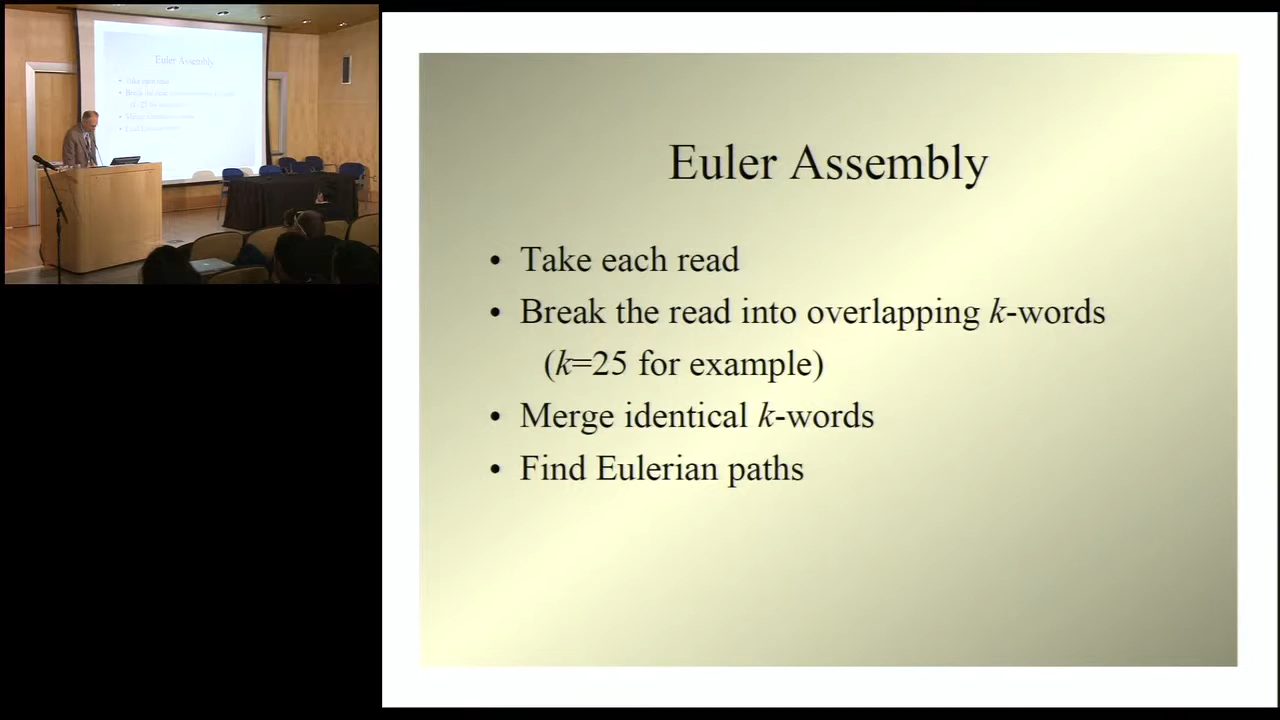 Euler Assembly
• Take each read
• Break the read into overlapping k-words
(k=25 for example)
• Merge identical k-words
• Find Eulerian paths